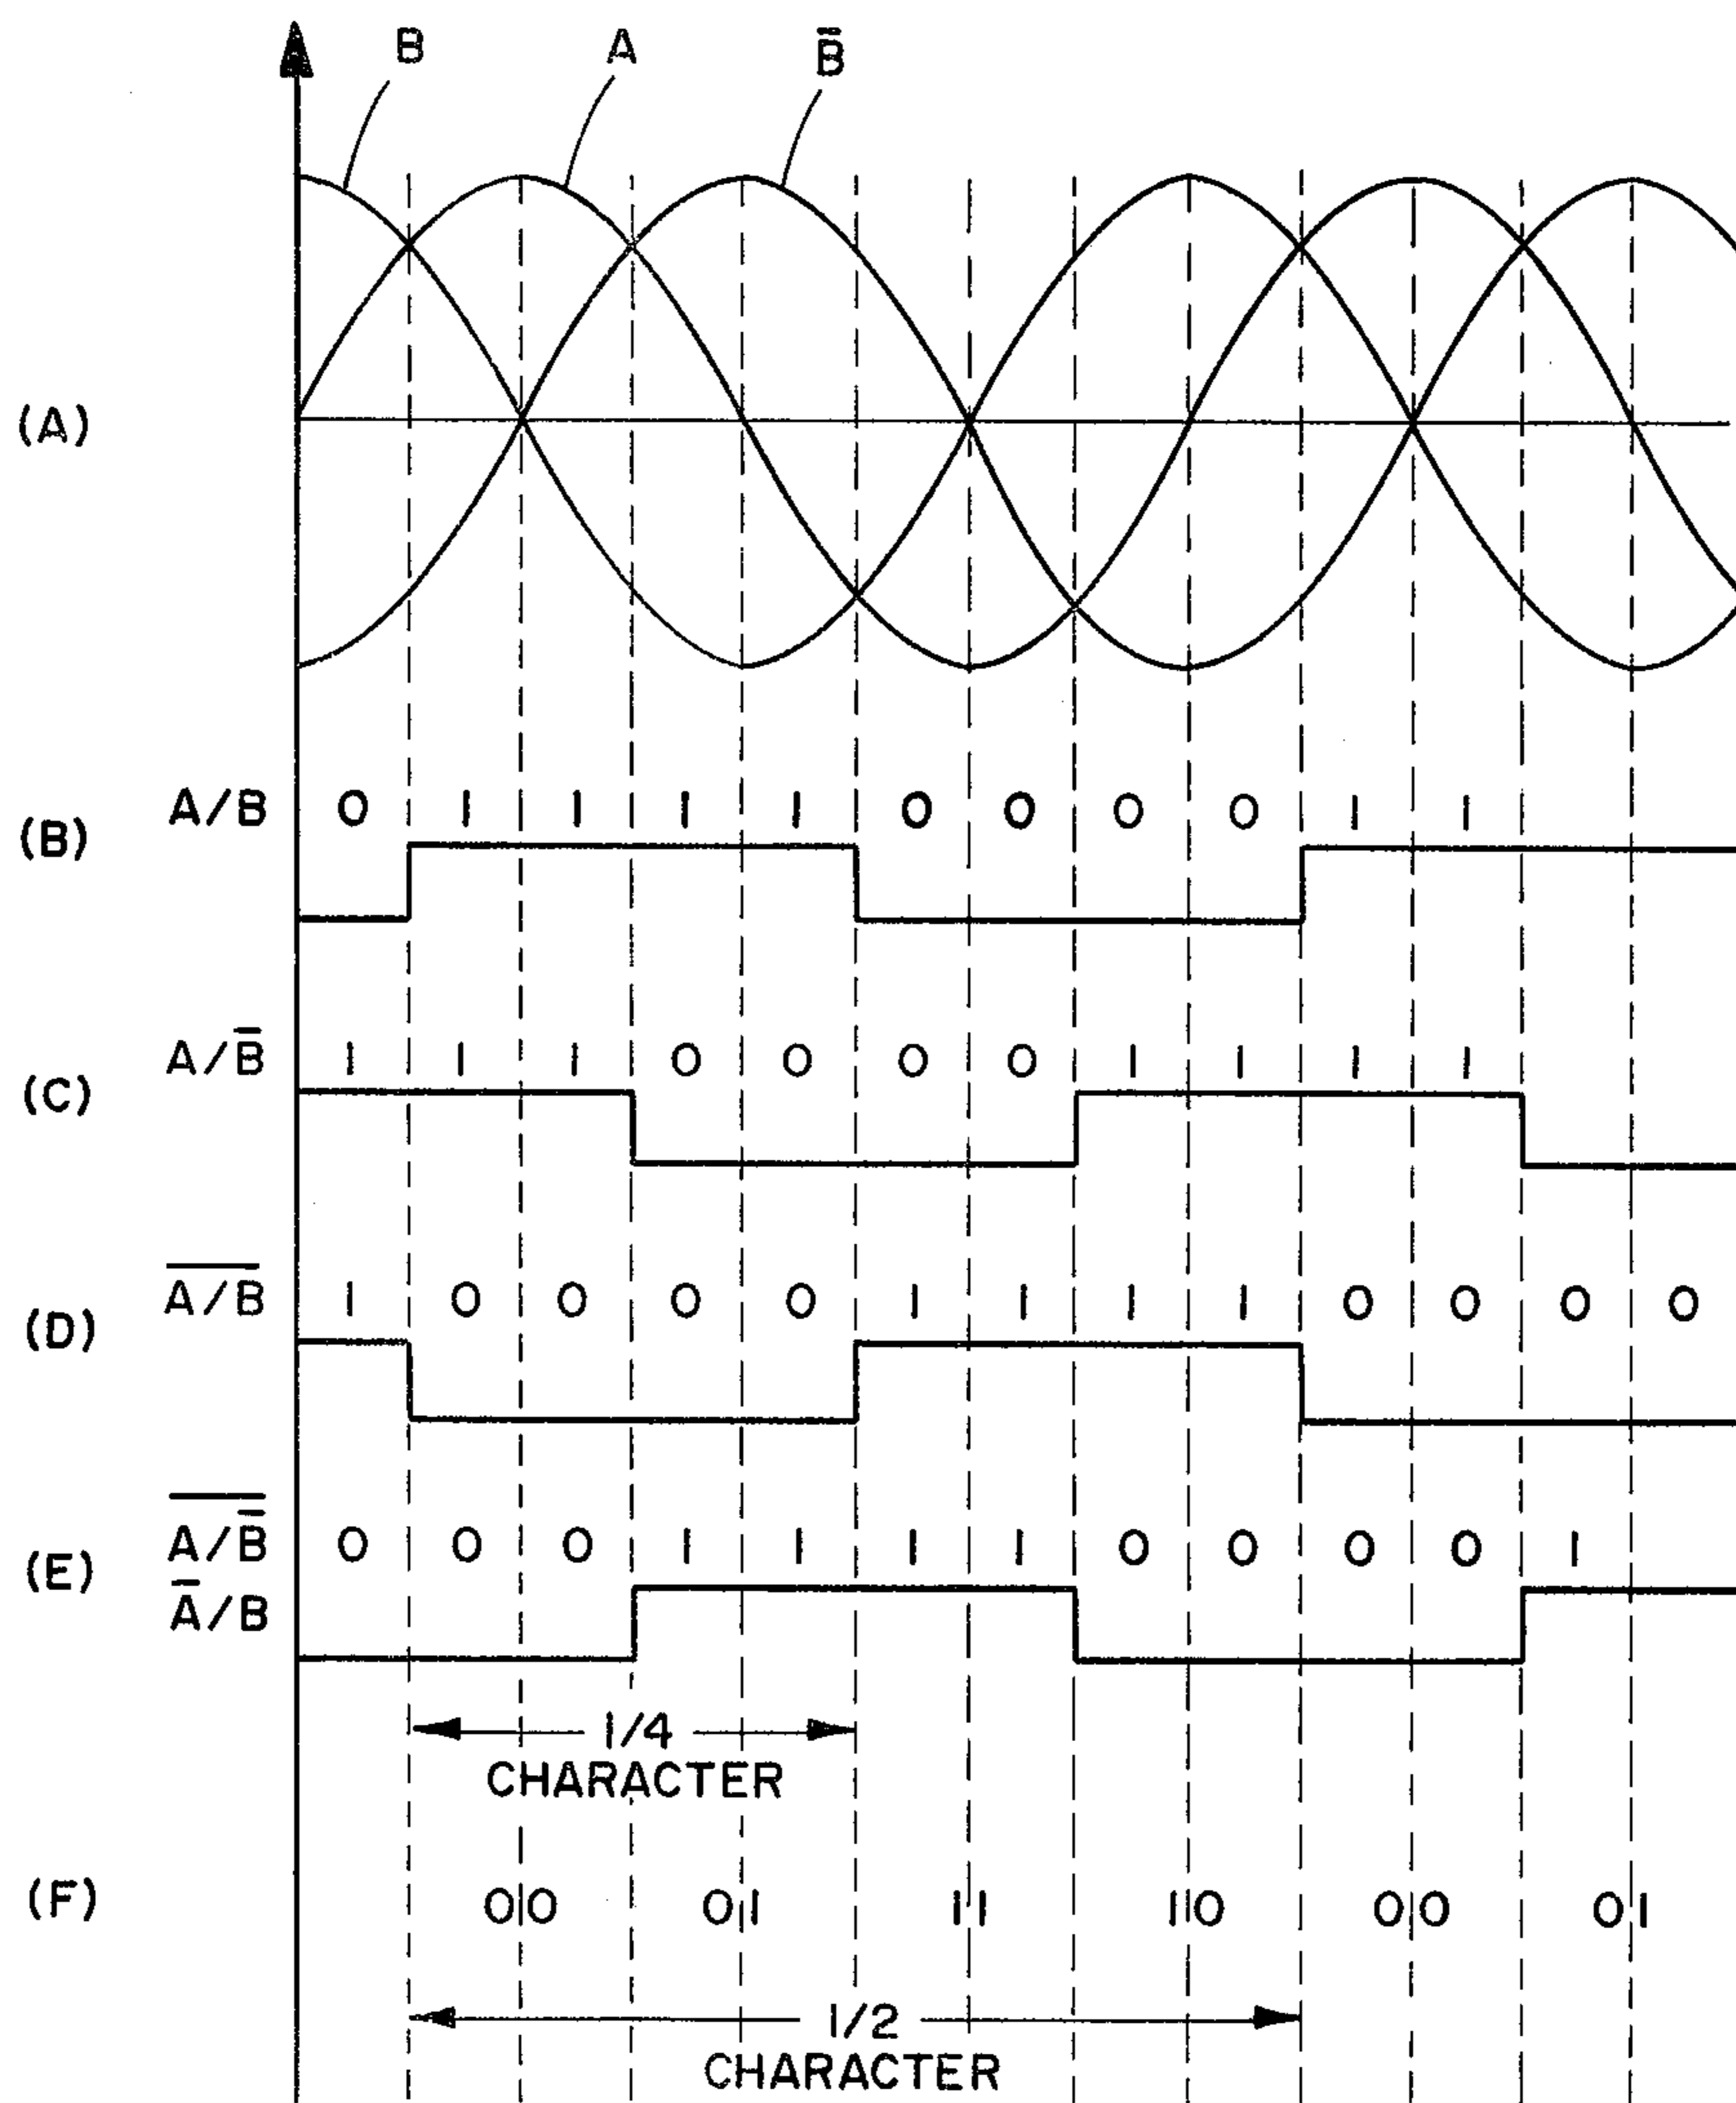 B A B̅
(A)
A/B 0 1 1 1 1 0 0 0 0 1 1
(B)
A/B̅ 1 1 1 0 0 0 0 1 1 1 1
(C)
A̅/̅B̅ 1 0 0 0 0 1 1 1 1 0 0 0 0
(D)
A̅/̅B̿ 0 0 0 1 1 1 1 0 0 0 0 1
(E)
A̅/B
1/4
CHARACTER
(F) 00 01 11 10 00 01
1/2
CHARACTER